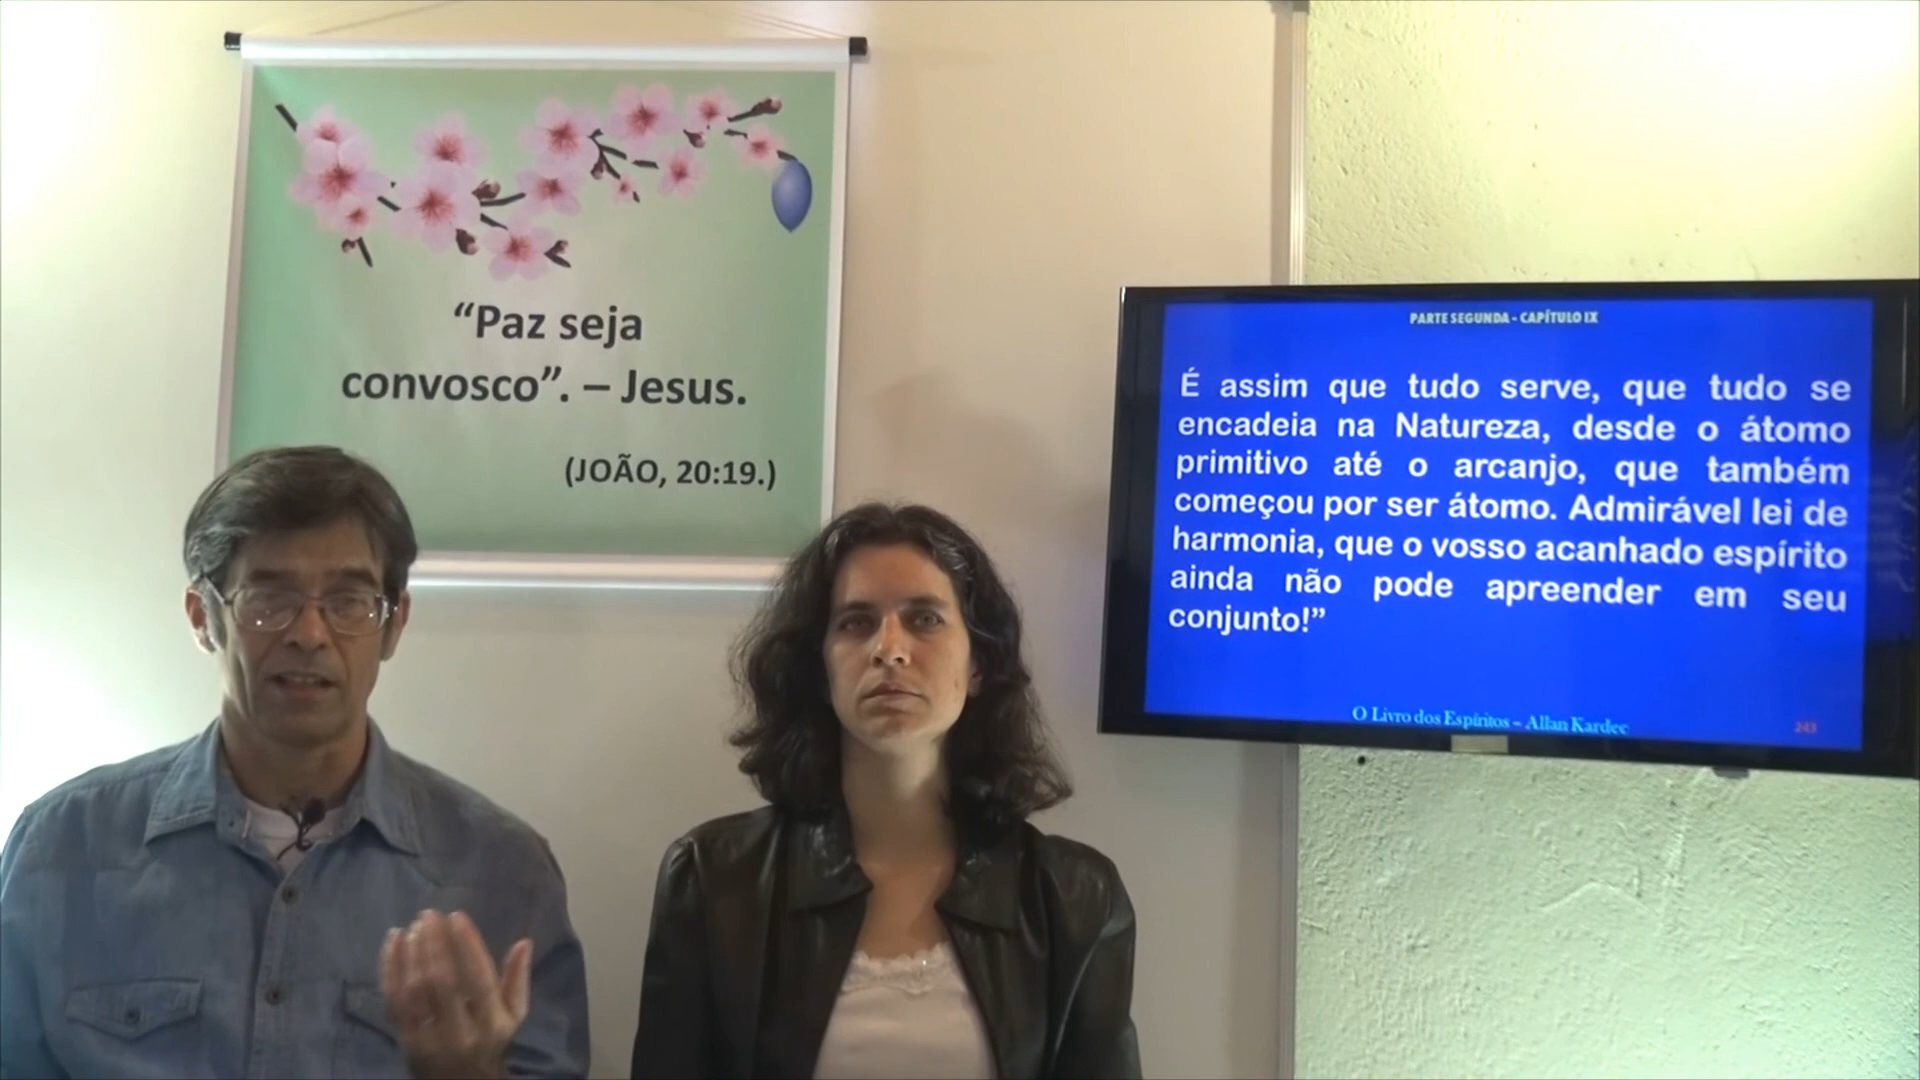 “Paz seja
convosco”. – Jesus.
(JOÃO, 20:19.)
PARTE SEGUNDA - CAPÍTULO IX
É assim que tudo serve, que tudo se
encadeia na Natureza, desde o átomo
primitivo até o arcanjo, que também
começou por ser átomo. Admirável lei de
harmonia, que o vosso acanhado espírito
ainda não pode apreender em seu
conjunto!”
O Livro dos Espíritos – Allan Kardec
243